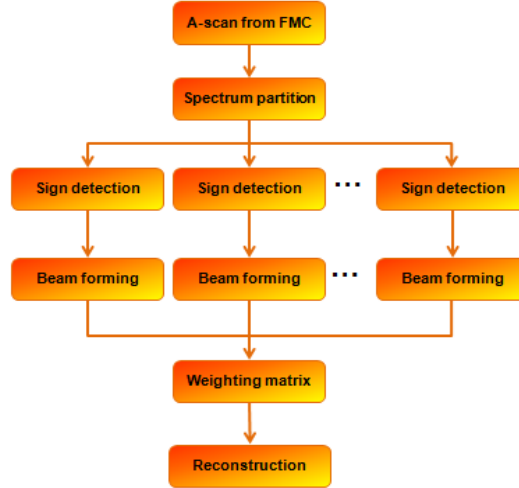 A-scan from FMC
Spectrum partition
Sign detection
Sign detection
...
Sign detection
Beam forming
Beam forming
...
Beam forming
Weighting matrix
Reconstruction